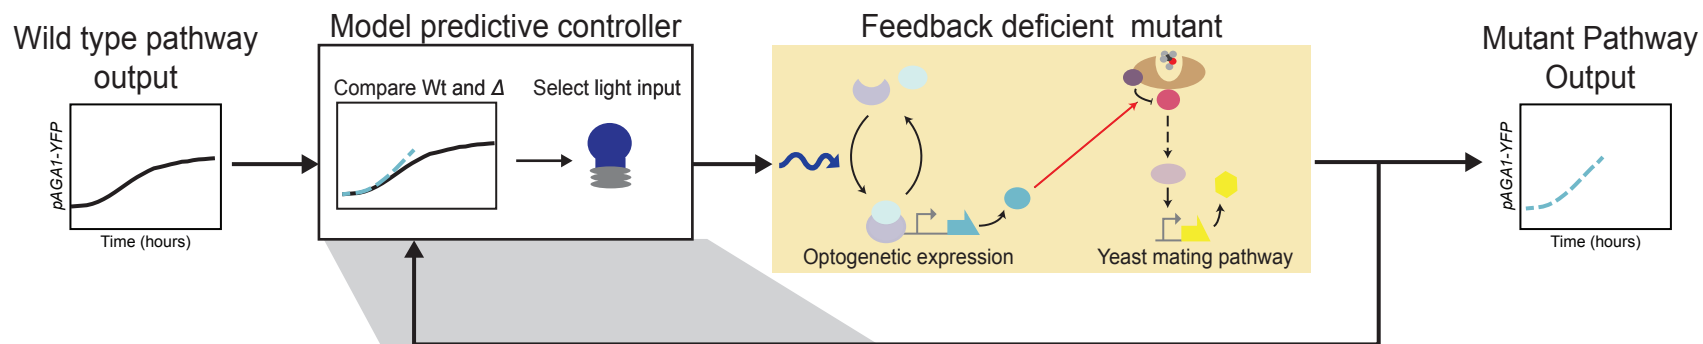 Wild type pathway
output
pAGA1-YFP
Time (hours)
Model predictive controller
Compare Wt and Δ
Select light input
Feedback deficient mutant
Optogenetic expression
Yeast mating pathway
Mutant Pathway
Output
pAGA1-YFP
Time (hours)